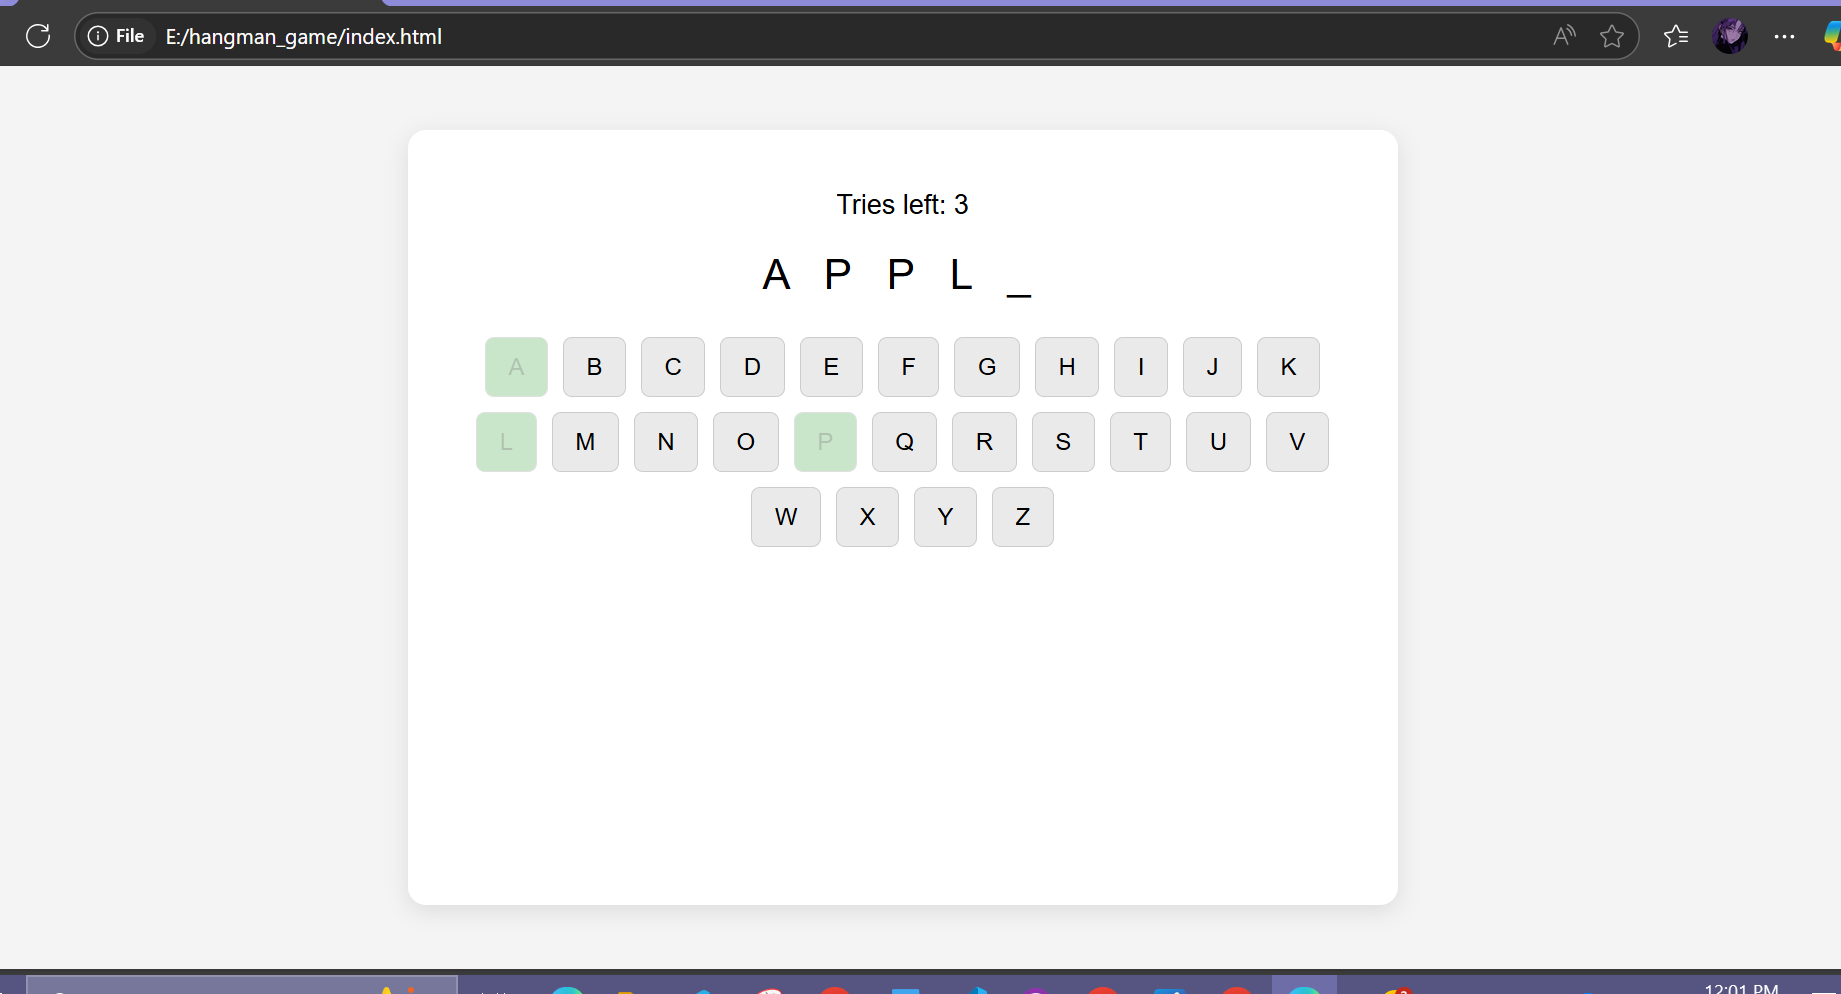 File E:/hangman_game/index.html
Tries left: 3
A P P L _
A B C D E F G H I J K
L M N O P Q R S T U V
W X Y Z
12:01 PM